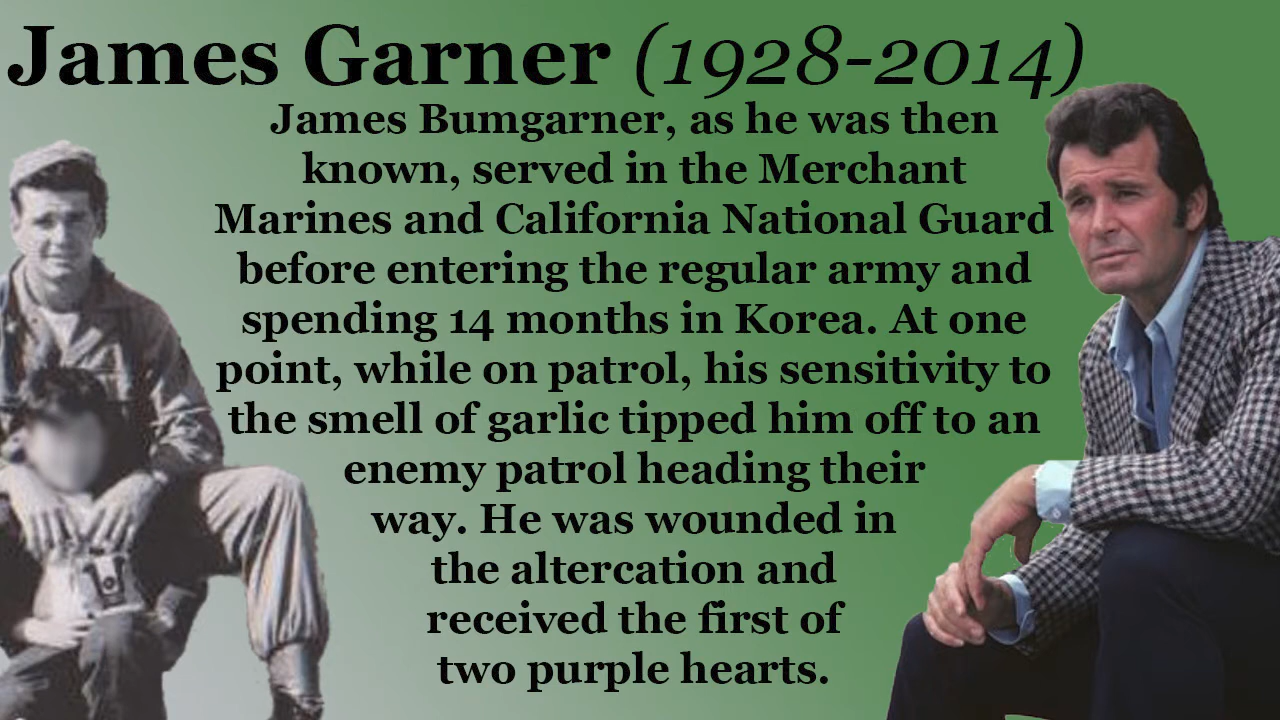 James Garner (1928-2014)
James Bumgarner, as he was then
known, served in the Merchant
Marines and California National Guard
before entering the regular army and
spending 14 months in Korea. At one
point, while on patrol, his sensitivity to
the smell of garlic tipped him off to an
enemy patrol heading their
way. He was wounded in
the altercation and
received the first of
two purple hearts.